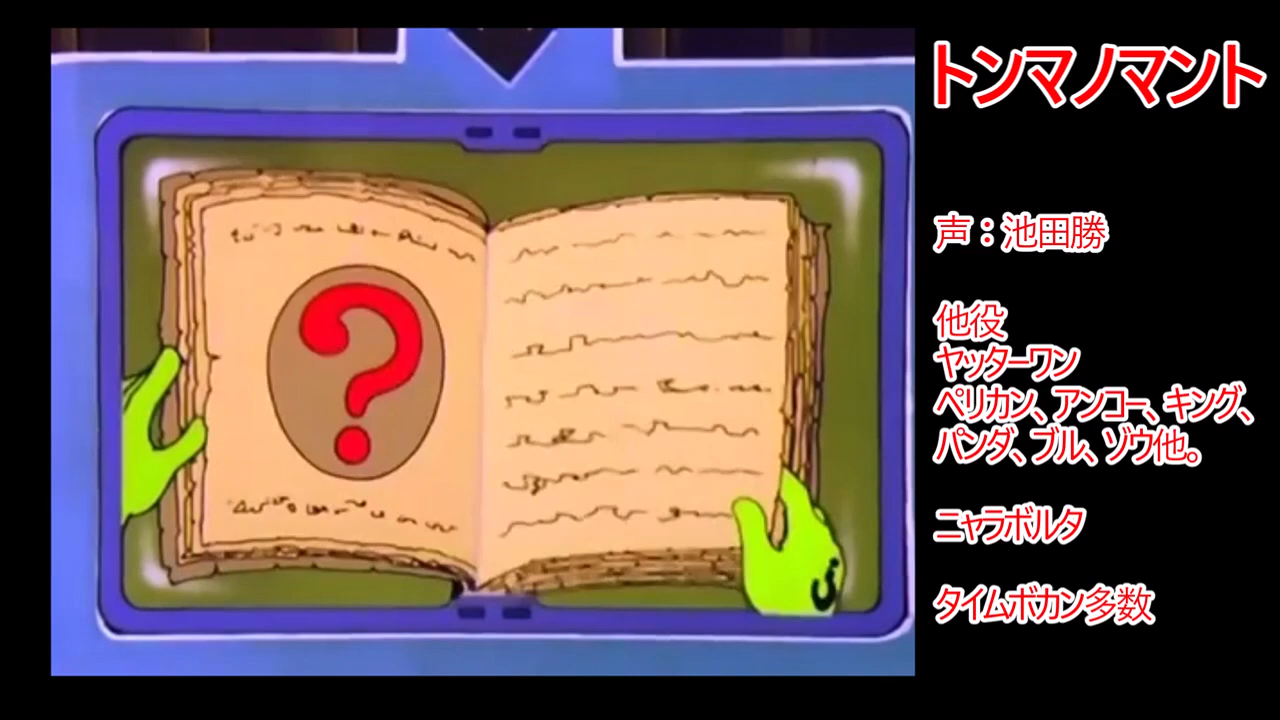 トンマノマント
声：池田勝
他役
ヤッターワン
ペリカン、アンコー、キング、
パンダ、ブル、ゾウ他。
ニャラボルタ
タイムボカン多数
?